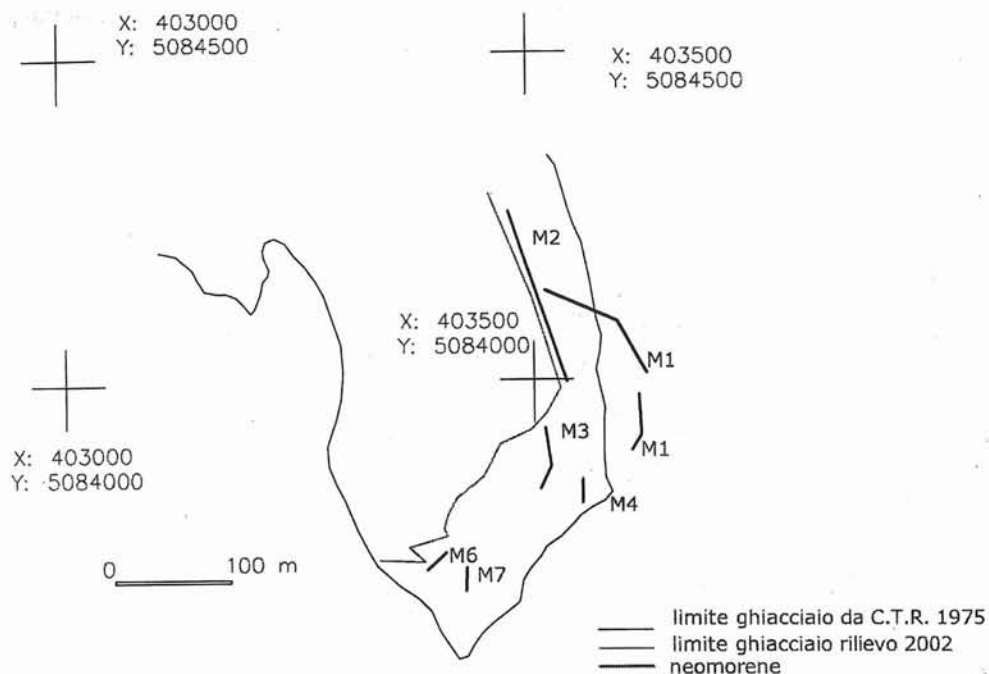 X: 403000
Y: 5084500
X: 403500
Y: 5084500
M2
X: 403500
Y: 5084000
M1
M3
M1
X: 403000
Y: 5084000
M4
M6
M7
0 100 m
limite ghiacciaio da C.T.R. 1975
limite ghiacciaio rilievo 2002
neomorene